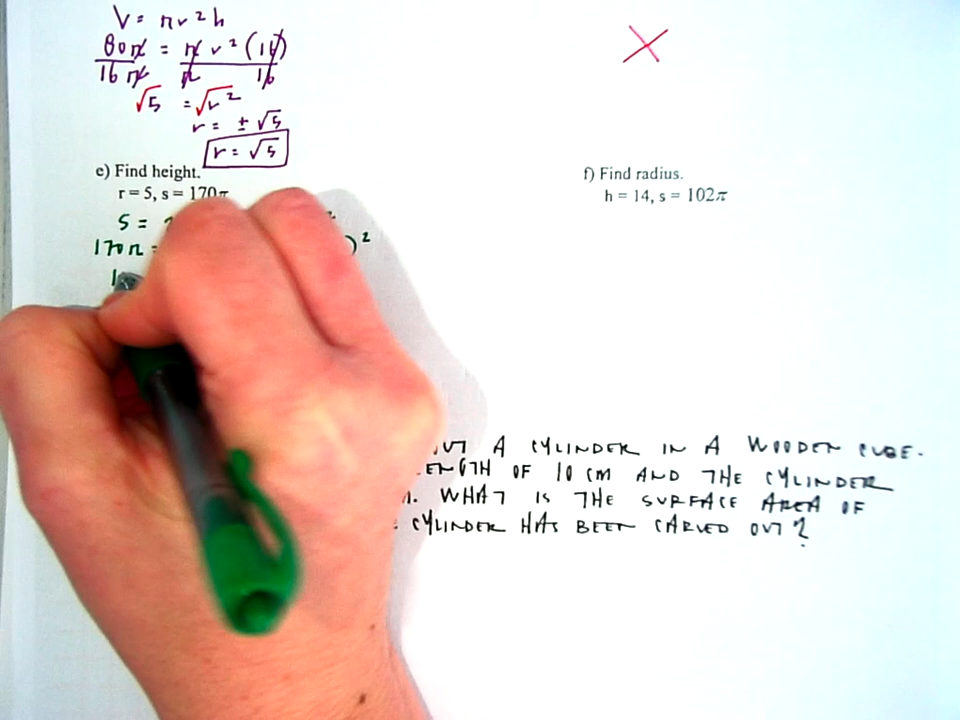 V = πr²h
80π = π r² (16)
16π π 16
√5 = √r²
r = ± √5
r = √5
e) Find height.
r = 5, s = 170π
f) Find radius.
h = 14, s = 102π
S =
170π = )²
A CYLINDER IN A WOODEN CUBE.
OF 10 CM AND THE CYLINDER
WHAT IS THE SURFACE AREA OF
CYLINDER HAS BEEN CARVED OUT?